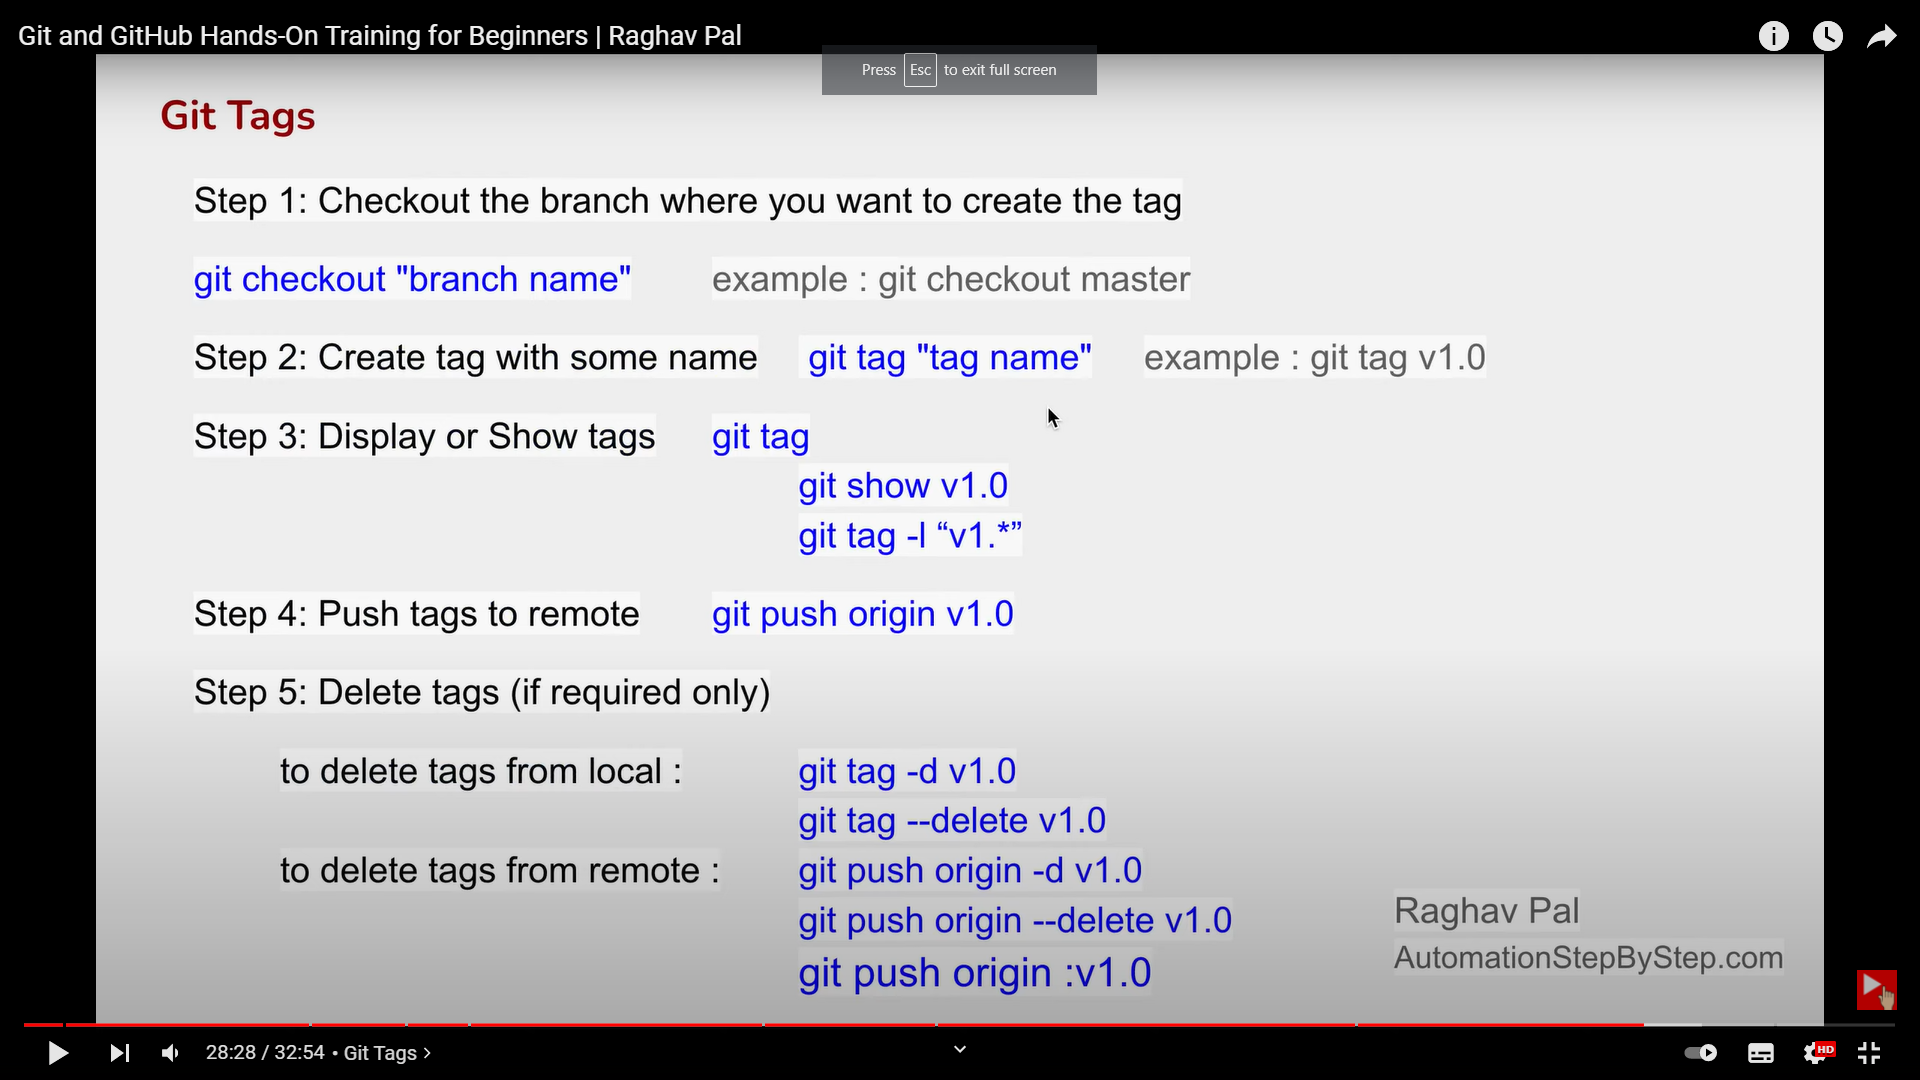 Git and GitHub Hands-On Training for Beginners | Raghav Pal
Press Esc to exit full screen
Git Tags
Step 1: Checkout the branch where you want to create the tag
git checkout "branch name" example : git checkout master
Step 2: Create tag with some name git tag "tag name" example : git tag v1.0
Step 3: Display or Show tags git tag
git show v1.0
git tag -l “v1.*”
Step 4: Push tags to remote git push origin v1.0
Step 5: Delete tags (if required only)
to delete tags from local : git tag -d v1.0
git tag --delete v1.0
to delete tags from remote : git push origin -d v1.0
git push origin --delete v1.0
git push origin :v1.0
Raghav Pal
AutomationStepByStep.com
28:28 / 32:54 • Git Tags
HD